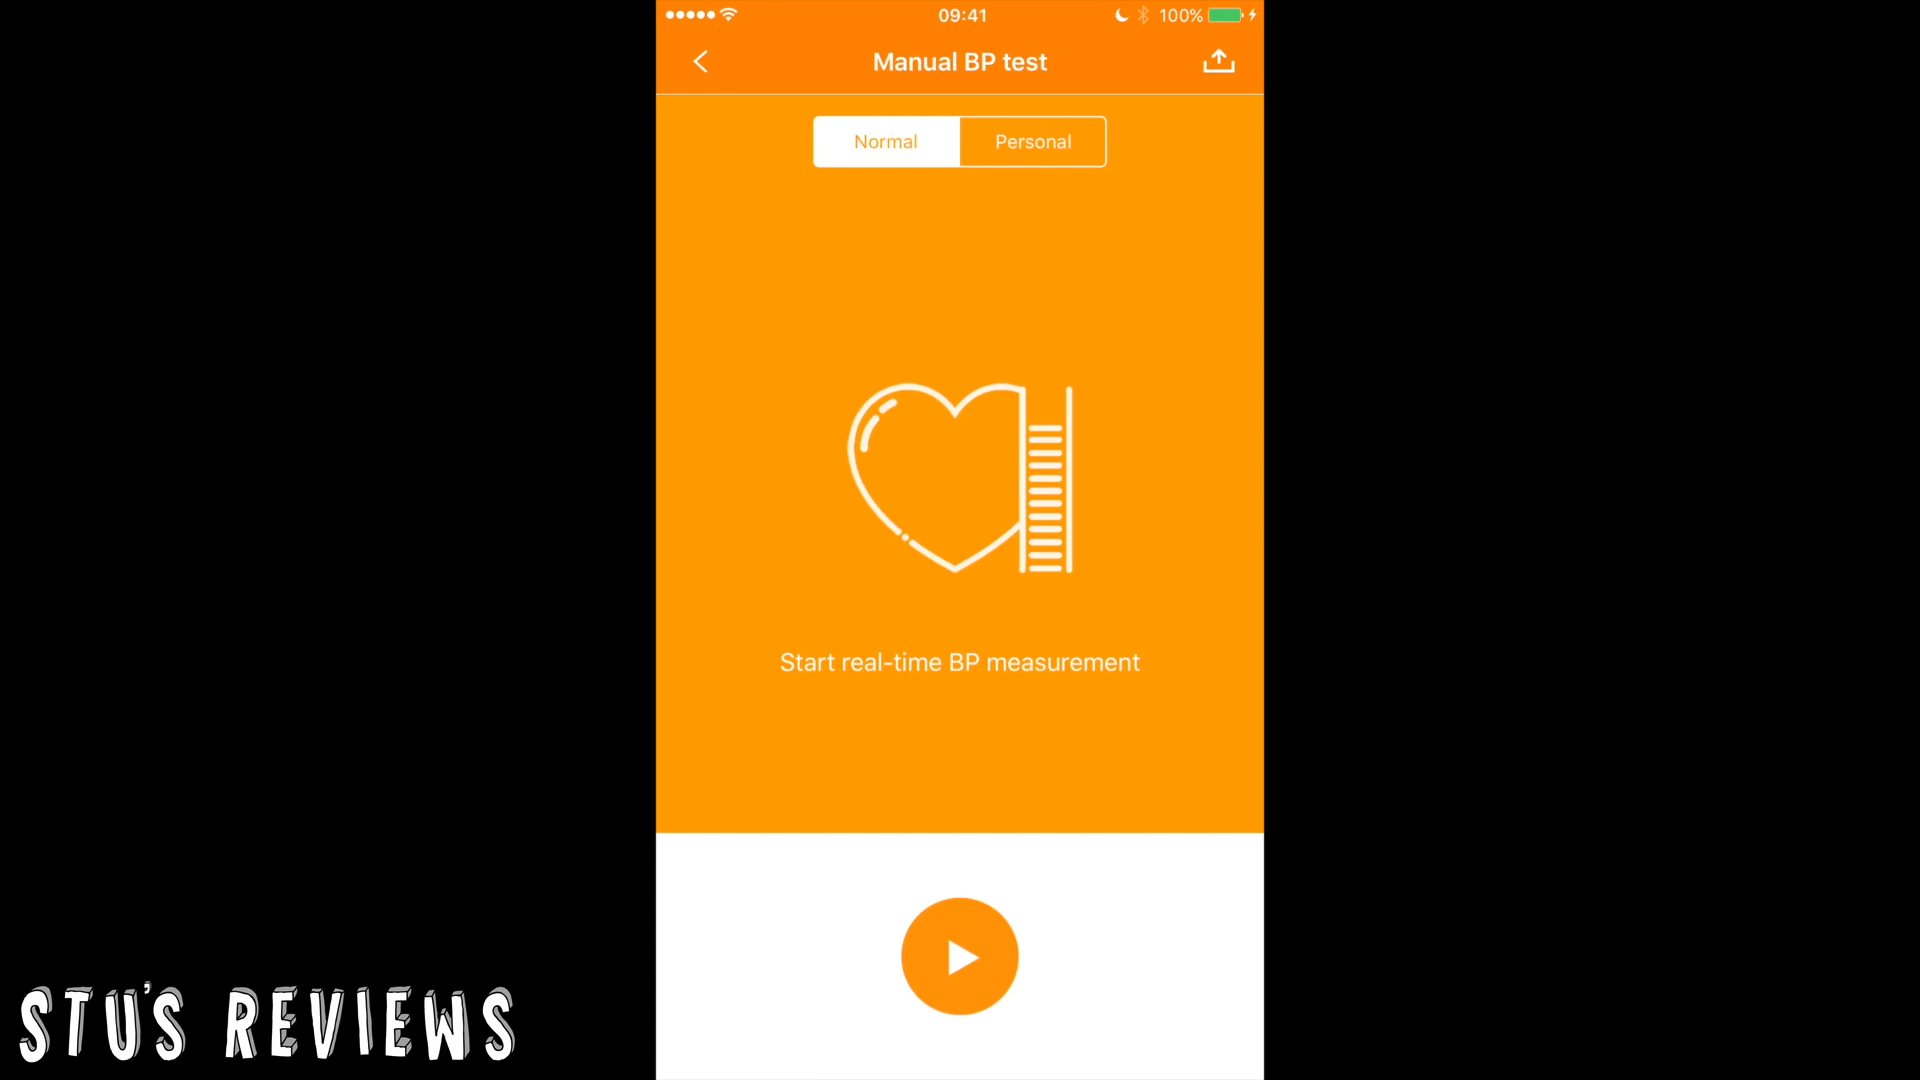 09:41
100%
Manual BP test
Normal
Personal
Start real-time BP measurement
STU'S REVIEWS